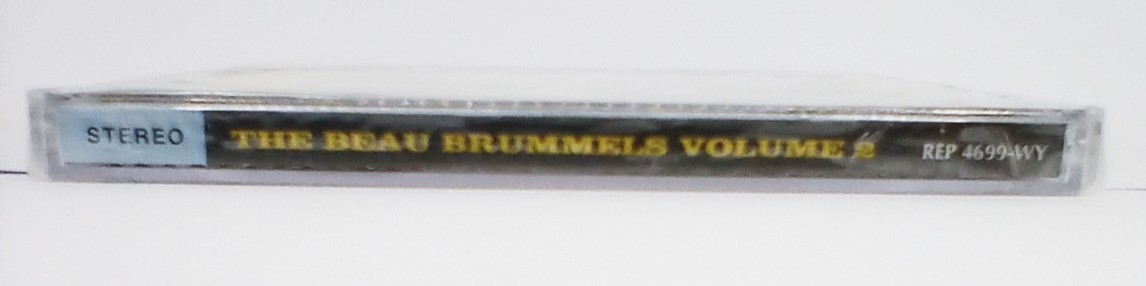 STEREO THE BEAU BRUMMELS VOLUME 2 REP 4699-WY